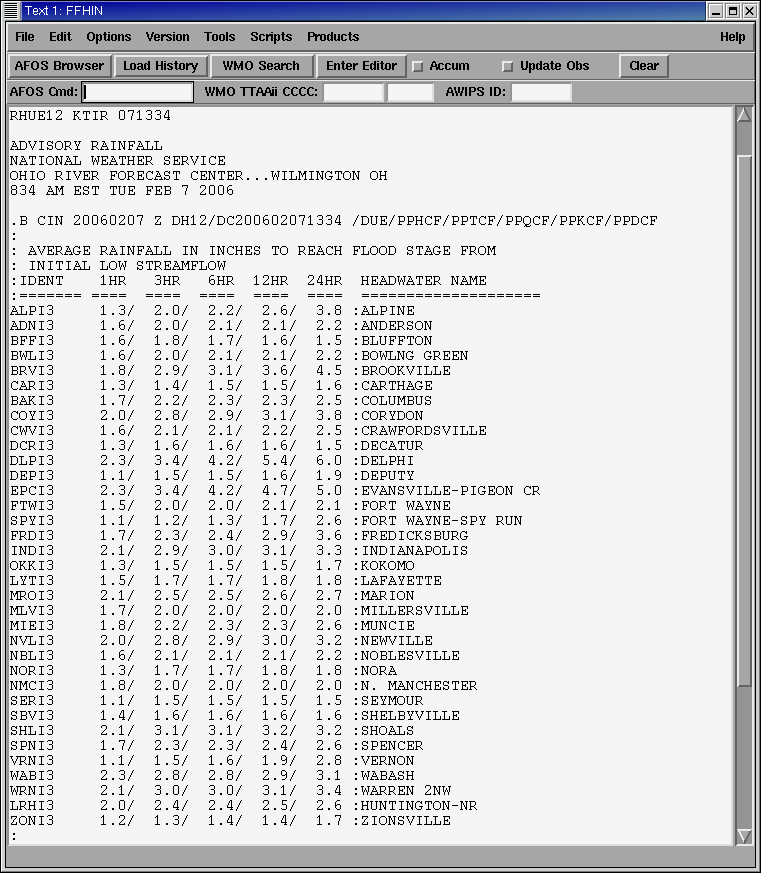 Text 1: FFHIN
File Edit Options Version Tools Scripts Products Help
AFOS Browser Load History WMO Search Enter Editor Accum Update Obs Clear
AFOS Cmd: WMO TTAAii CCCC: AWIPS ID:
RHUE12 KTIR 071334
ADVISORY RAINFALL
NATIONAL WEATHER SERVICE
OHIO RIVER FORECAST CENTER...WILMINGTON OH
834 AM EST TUE FEB 7 2006
.B CIN 20060207 Z DH12/DC200602071334 /DUE/PPHCF/PPTCF/PPQCF/PPKCF/PPDCF
:
: AVERAGE RAINFALL IN INCHES TO REACH FLOOD STAGE FROM
: INITIAL LOW STREAMFLOW
:IDENT 1HR 3HR 6HR 12HR 24HR HEADWATER NAME
:======= ==== ==== ==== ==== ==== ====================
ALPI3 1.3/ 2.0/ 2.2/ 2.6/ 3.8 :ALPINE
ADNI3 1.6/ 2.0/ 2.1/ 2.1/ 2.2 :ANDERSON
BFFI3 1.6/ 1.8/ 1.7/ 1.6/ 1.5 :BLUFFTON
BWLI3 1.6/ 2.0/ 2.1/ 2.1/ 2.2 :BOWLNG GREEN
BRVI3 1.8/ 2.9/ 3.1/ 3.6/ 4.5 :BROOKVILLE
CARI3 1.3/ 1.4/ 1.5/ 1.5/ 1.6 :CARTHAGE
BAKI3 1.7/ 2.2/ 2.3/ 2.3/ 2.5 :COLUMBUS
COYI3 2.0/ 2.8/ 2.9/ 3.1/ 3.8 :CORYDON
CWVI3 1.6/ 2.1/ 2.1/ 2.2/ 2.5 :CRAWFORDSVILLE
DCRI3 1.3/ 1.6/ 1.6/ 1.6/ 1.5 :DECATUR
DLPI3 2.3/ 3.4/ 4.2/ 5.4/ 6.0 :DELPHI
DEPI3 1.1/ 1.5/ 1.5/ 1.6/ 1.9 :DEPUTY
EPCI3 2.3/ 3.4/ 4.2/ 4.7/ 5.0 :EVANSVILLE-PIGEON CR
FTWI3 1.5/ 2.0/ 2.0/ 2.1/ 2.1 :FORT WAYNE
SPYI3 1.1/ 1.2/ 1.3/ 1.7/ 2.6 :FORT WAYNE-SPY RUN
FRDI3 1.7/ 2.3/ 2.4/ 2.9/ 3.6 :FREDICKSBURG
INDI3 2.1/ 2.9/ 3.0/ 3.1/ 3.3 :INDIANAPOLIS
OKKI3 1.3/ 1.5/ 1.5/ 1.5/ 1.7 :KOKOMO
LYTI3 1.5/ 1.7/ 1.7/ 1.8/ 1.8 :LAFAYETTE
MROI3 2.1/ 2.5/ 2.5/ 2.6/ 2.7 :MARION
MLVI3 1.7/ 2.0/ 2.0/ 2.0/ 2.0 :MILLERSVILLE
MIEI3 1.8/ 2.2/ 2.3/ 2.3/ 2.6 :MUNCIE
NVLI3 2.0/ 2.8/ 2.9/ 3.0/ 3.2 :NEWVILLE
NBLI3 1.6/ 2.1/ 2.1/ 2.1/ 2.2 :NOBLESVILLE
NORI3 1.3/ 1.7/ 1.7/ 1.8/ 1.8 :NORA
NMCI3 1.8/ 2.0/ 2.0/ 2.0/ 2.0 :N. MANCHESTER
SERI3 1.1/ 1.5/ 1.5/ 1.5/ 1.5 :SEYMOUR
SBVI3 1.4/ 1.6/ 1.6/ 1.6/ 1.6 :SHELBYVILLE
SHLI3 2.1/ 3.1/ 3.1/ 3.2/ 3.2 :SHOALS
SPNI3 1.7/ 2.3/ 2.3/ 2.4/ 2.6 :SPENCER
VRNI3 1.1/ 1.5/ 1.6/ 1.9/ 2.8 :VERNON
WABI3 2.3/ 2.8/ 2.8/ 2.9/ 3.1 :WABASH
WRNI3 2.1/ 3.0/ 3.0/ 3.1/ 3.4 :WARREN 2NW
LRHI3 2.0/ 2.4/ 2.4/ 2.5/ 2.6 :HUNTINGTON-NR
ZONI3 1.2/ 1.3/ 1.4/ 1.4/ 1.7 :ZIONSVILLE
: